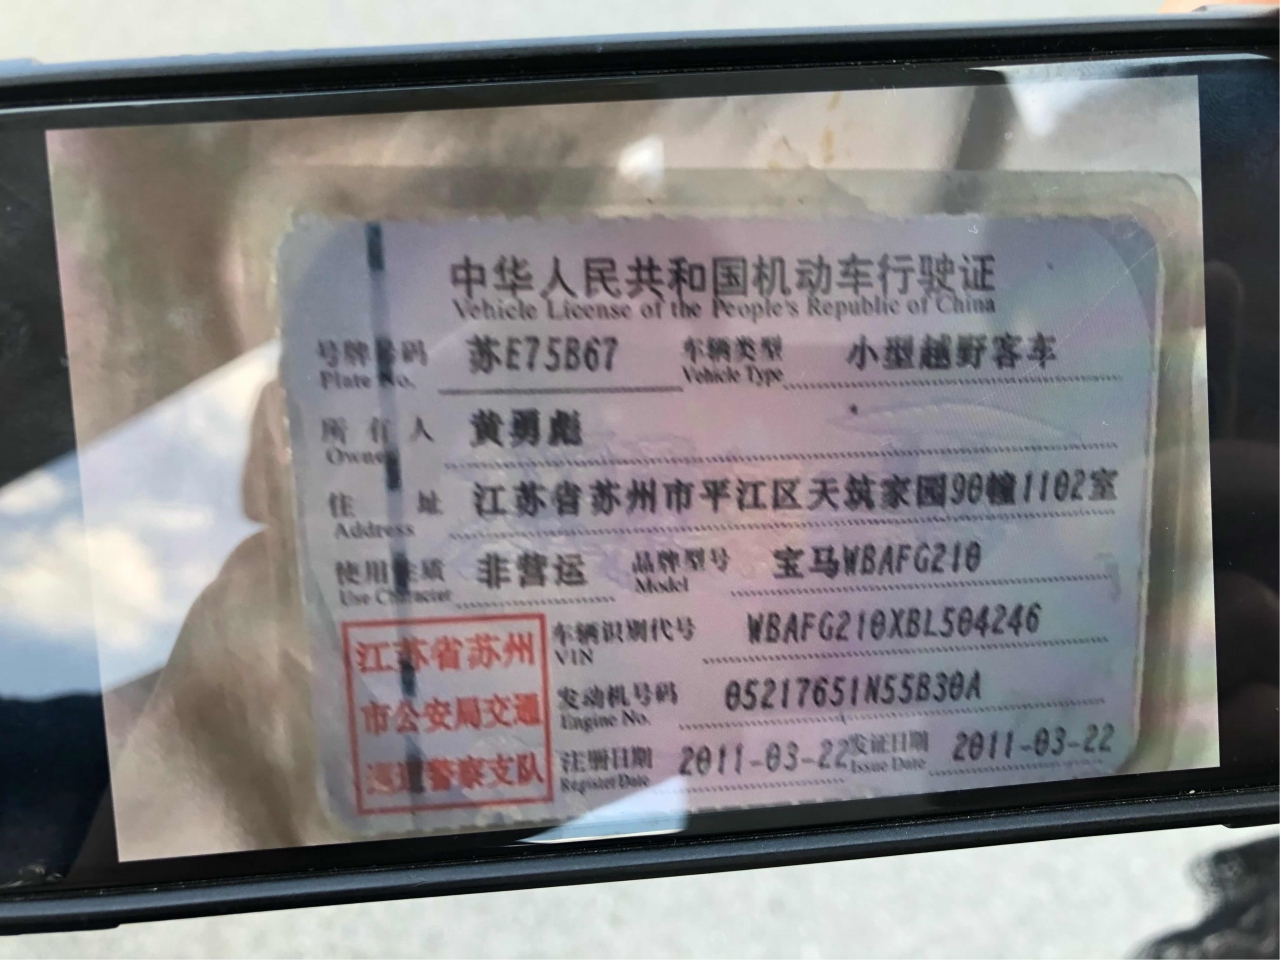 中华人民共和国机动车行驶证
Vehicle License of the People's Republic of China
号牌号码 苏E75B67 车辆类型 小型越野客车
Plate No. Vehicle Type
所有人 黄勇彪
Owner
住址 江苏省苏州市平江区天筑家园90幢1102室
Address
使用性质 非营运 品牌型号 宝马WBAFG210
Use Character Model
车辆识别代号 WBAFG210XBL504246
VIN
发动机号码 05217651N55B30A
Engine No.
注册日期 2011-03-22 发证日期 2011-03-22
Register Date Issue Date
江苏省苏州
市公安局交通
巡逻警察支队